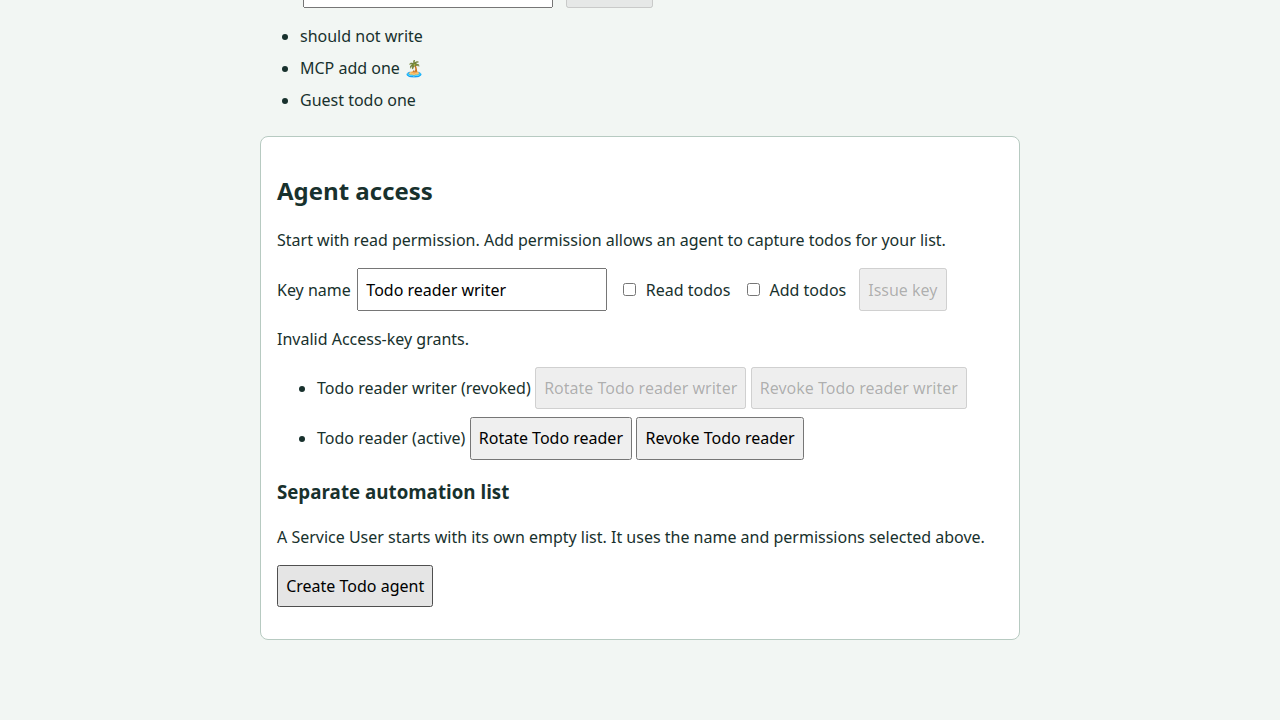 should not write
MCP add one 🏝️
Guest todo one
Agent access
Start with read permission. Add permission allows an agent to capture todos for your list.
Key name Todo reader writer Read todos Add todos Issue key
Invalid Access-key grants.
Todo reader writer (revoked) Rotate Todo reader writer Revoke Todo reader writer
Todo reader (active) Rotate Todo reader Revoke Todo reader
Separate automation list
A Service User starts with its own empty list. It uses the name and permissions selected above.
Create Todo agent